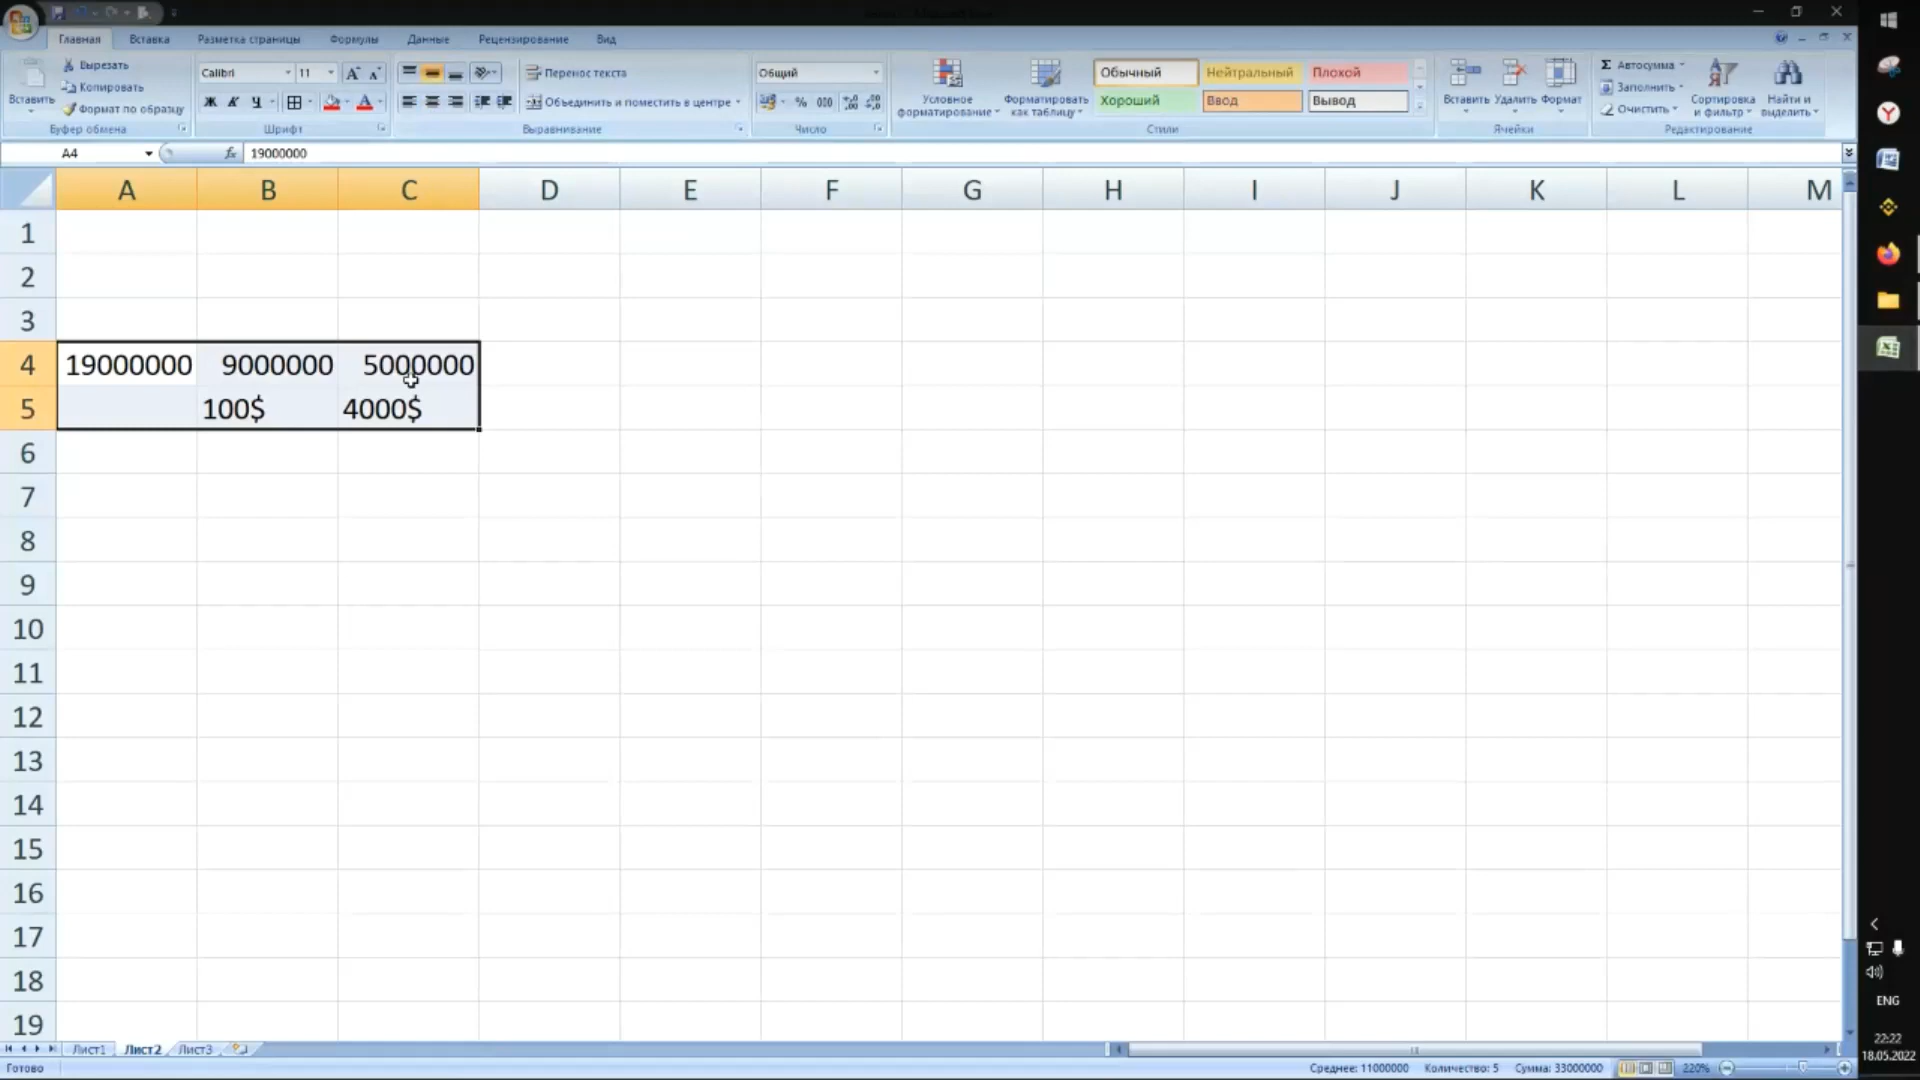 Главная Вставка Разметка страницы Формулы Данные Рецензирование Вид
Вставить Вырезать Копировать Формат по образцу
Calibri 11
Ж К Ч
Перенос текста
Объединить и поместить в центре
Общий
% 000
Условное форматирование
Форматировать как таблицу
Обычный Нейтральный Плохой
Хороший Ввод Вывод
Вставить Удалить Формат
Σ Автосумма
Заполнить
Очистить
Сортировка и фильтр
Найти и выделить
Буфер обмена Шрифт Выравнивание Число Стили Ячейки Редактирование
A4 fx 19000000
A B C D E F G H I J K L M
1
2
3
4 19000000 9000000 5000000
5 100$ 4000$
6
7
8
9
10
11
12
13
14
15
16
17
18
19
Лист1 Лист2 Лист3
Готово Среднее: 11000000 Количество: 5 Сумма: 33000000 220%
ENG
22:22
18.05.2022